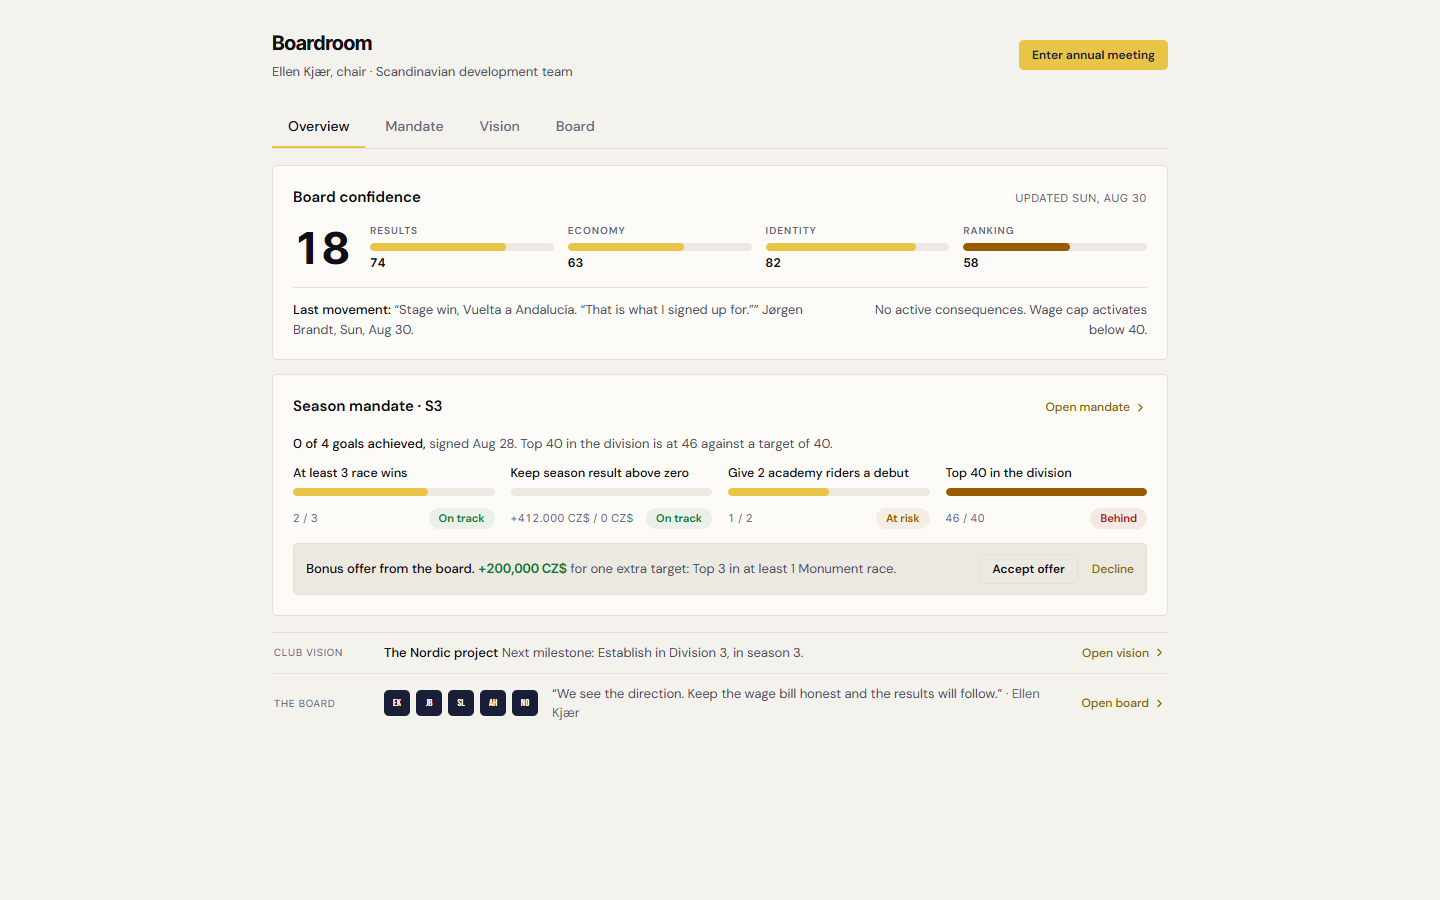 Boardroom
Ellen Kjær, chair · Scandinavian development team
Enter annual meeting
Overview
Mandate
Vision
Board
Board confidence
UPDATED SUN, AUG 30
18
RESULTS
74
ECONOMY
63
IDENTITY
82
RANKING
58
Last movement: “Stage win, Vuelta a Andalucía. “That is what I signed up for.”” Jørgen
Brandt, Sun, Aug 30.
No active consequences. Wage cap activates
below 40.
Season mandate · S3
Open mandate
0 of 4 goals achieved, signed Aug 28. Top 40 in the division is at 46 against a target of 40.
At least 3 race wins
2 / 3
On track
Keep season result above zero
+412.000 CZ$ / 0 CZ$
On track
Give 2 academy riders a debut
1 / 2
At risk
Top 40 in the division
46 / 40
Behind
Bonus offer from the board. +200,000 CZ$ for one extra target: Top 3 in at least 1 Monument race.
Accept offer
Decline
CLUB VISION
The Nordic project Next milestone: Establish in Division 3, in season 3.
Open vision
THE BOARD
EK
JB
SL
AH
NO
“We see the direction. Keep the wage bill honest and the results will follow.” · Ellen
Kjær
Open board